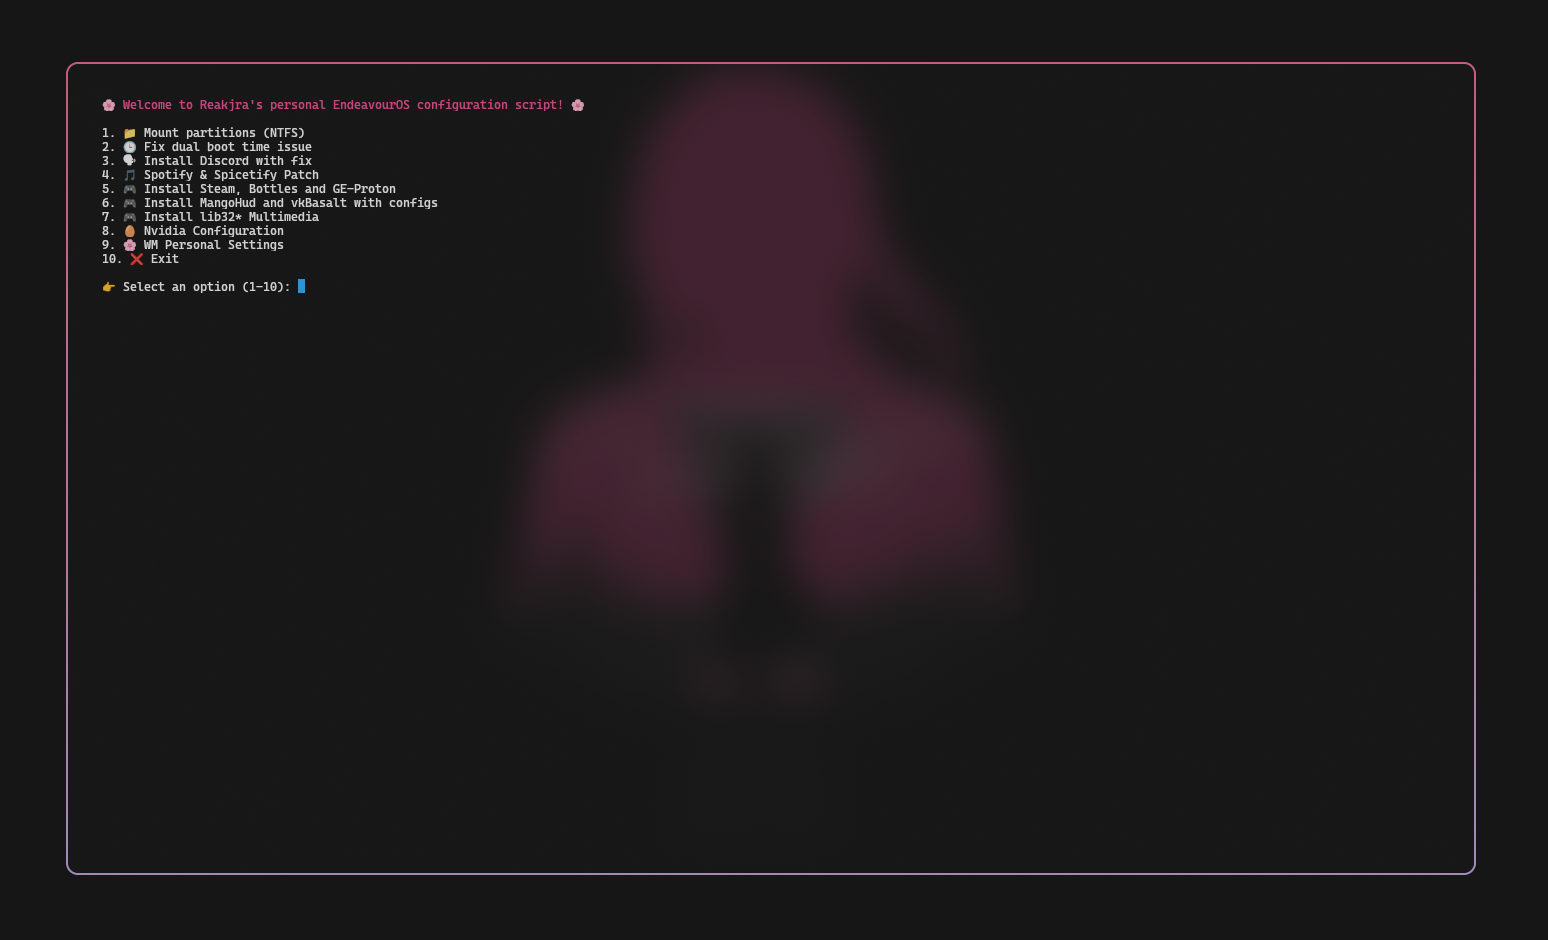 🌸 Welcome to Reakjra's personal EndeavourOS configuration script! 🌸
1. 📁 Mount partitions (NTFS)
2. 🕒 Fix dual boot time issue
3. 🗣 Install Discord with fix
4. 🎵 Spotify & Spicetify Patch
5. 🎮 Install Steam, Bottles and GE-Proton
6. 🎮 Install MangoHud and vkBasalt with configs
7. 🎮 Install lib32* Multimedia
8. 🥚 Nvidia Configuration
9. 🌸 WM Personal Settings
10. ❌ Exit
👉 Select an option (1-10):